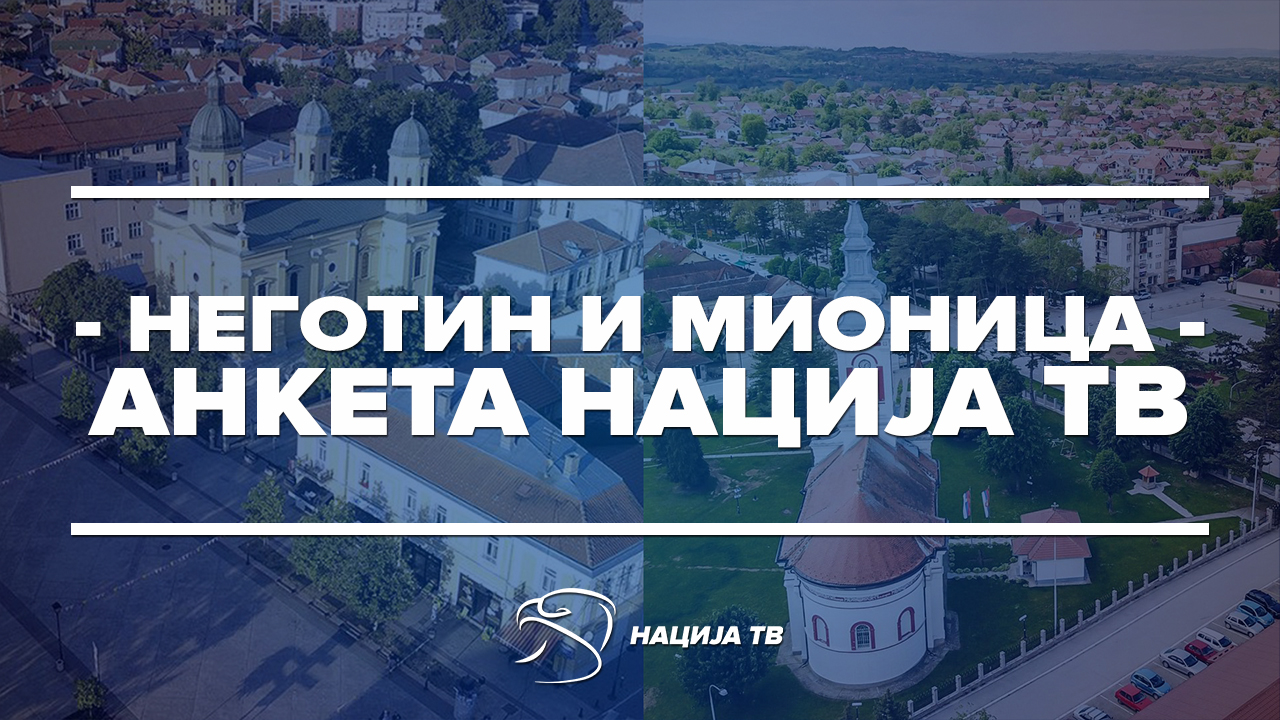 - НЕГОТИН И МИОНИЦА -
АНКЕТА НАЦИЈА ТВ
НАЦИЈА ТВ